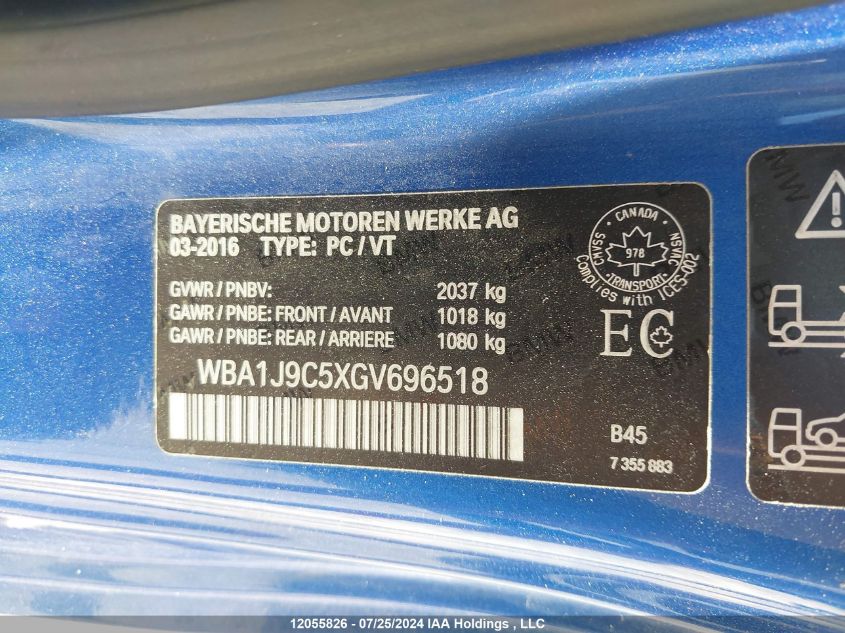 BAYERISCHE MOTOREN WERKE AG
03-2016 TYPE: PC / VT
GVWR / PNBV: 2037 kg
GAWR / PNBE: FRONT / AVANT 1018 kg
GAWR / PNBE: REAR / ARRIERE 1080 kg
WBA1J9C5XGV696518
CANADA
CMVSS NSVAC
978
TRANSPORT
Complies with ICES-002
EC
B45
7 355 883
BMW
12055826 - 07/25/2024 IAA Holdings , LLC